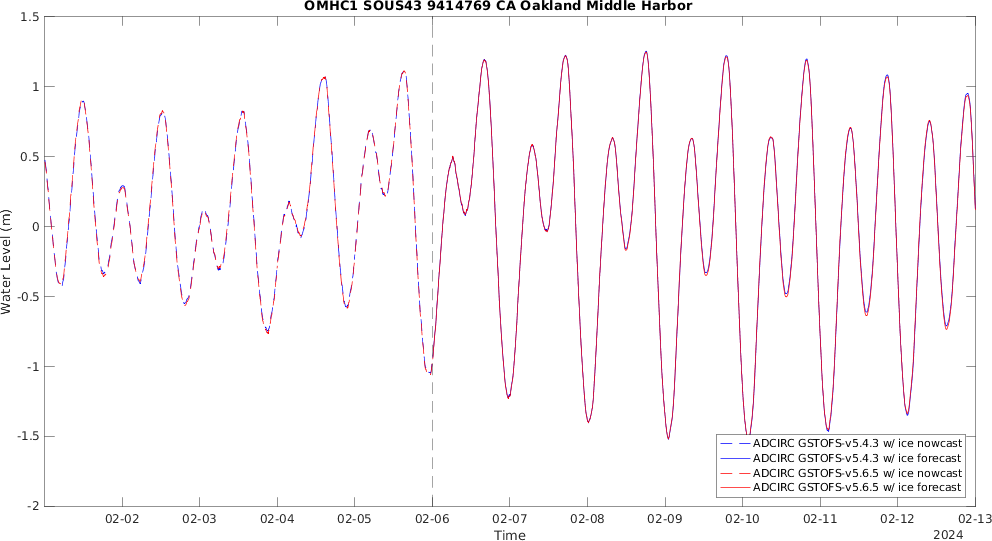 OMHC1 SOUS43 9414769 CA Oakland Middle Harbor
1.5
1
0.5
0
-0.5
-1
-1.5
-2
Water Level (m)
ADCIRC GSTOFS-v5.4.3 w/ ice nowcast
ADCIRC GSTOFS-v5.4.3 w/ ice forecast
ADCIRC GSTOFS-v5.6.5 w/ ice nowcast
ADCIRC GSTOFS-v5.6.5 w/ ice forecast
02-02 02-03 02-04 02-05 02-06 02-07 02-08 02-09 02-10 02-11 02-12 02-13
Time
2024